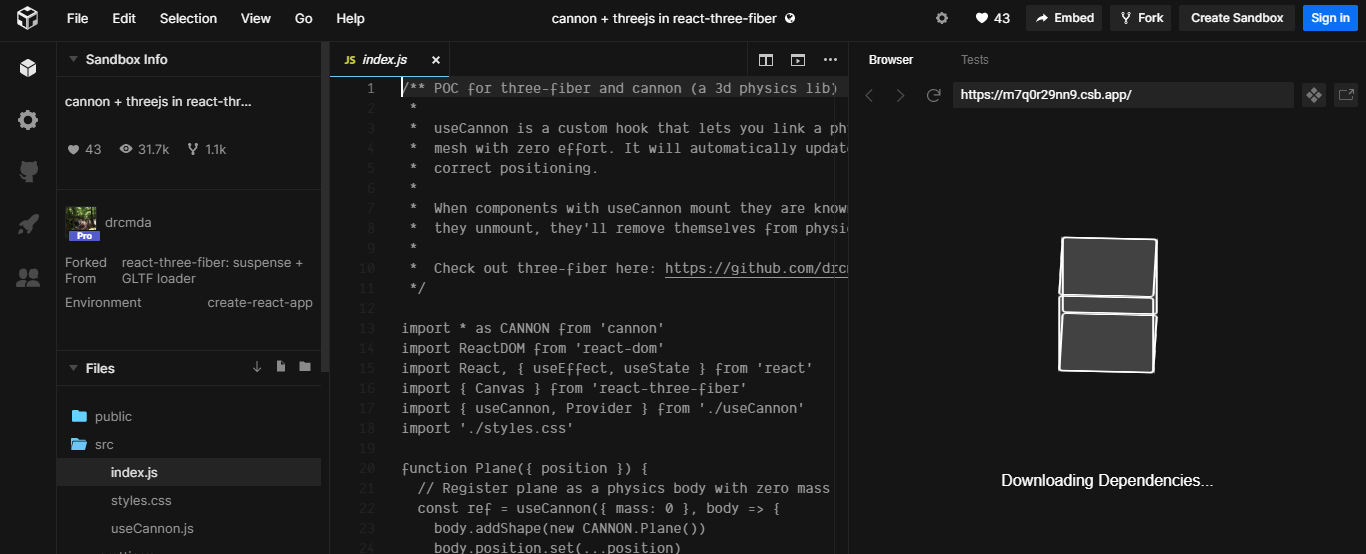 File Edit Selection View Go Help
cannon + threejs in react-three-fiber
43 Embed Fork Create Sandbox Sign in
Sandbox Info
cannon + threejs in react-thr...
43 31.7k 1.1k
drcmda
Pro
Forked From react-three-fiber: suspense + GLTF loader
Environment create-react-app
Files
public
src
index.js
styles.css
useCannon.js
JS index.js
1 /** POC for three-fiber and cannon (a 3d physics lib)
2 *
3 * useCannon is a custom hook that lets you link a ph
4 * mesh with zero effort. It will automatically updat
5 * correct positioning.
6 *
7 * When components with useCannon mount they are know
8 * they unmount, they'll remove themselves from physi
9 *
10 * Check out three-fiber here: https://github.com/drc
11 */
12
13 import * as CANNON from 'cannon'
14 import ReactDOM from 'react-dom'
15 import React, { useEffect, useState } from 'react'
16 import { Canvas } from 'react-three-fiber'
17 import { useCannon, Provider } from './useCannon'
18 import './styles.css'
19
20 function Plane({ position }) {
21 // Register plane as a physics body with zero mass
22 const ref = useCannon({ mass: 0 }, body => {
23 body.addShape(new CANNON.Plane())
24 body.position.set(...position)
Browser Tests
https://m7q0r29nn9.csb.app/
Downloading Dependencies...